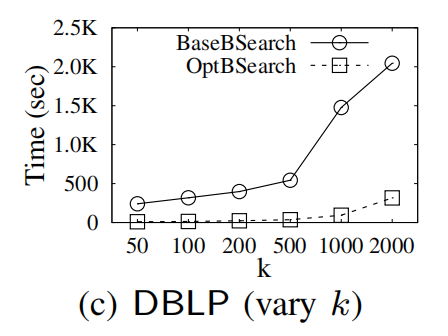 2.5K
BaseBSearch
2.0K
OptBSearch
1.5K
1.0K
500
0
Time (sec)
50 100 200 500 1000 2000
k
(c) DBLP (vary k)